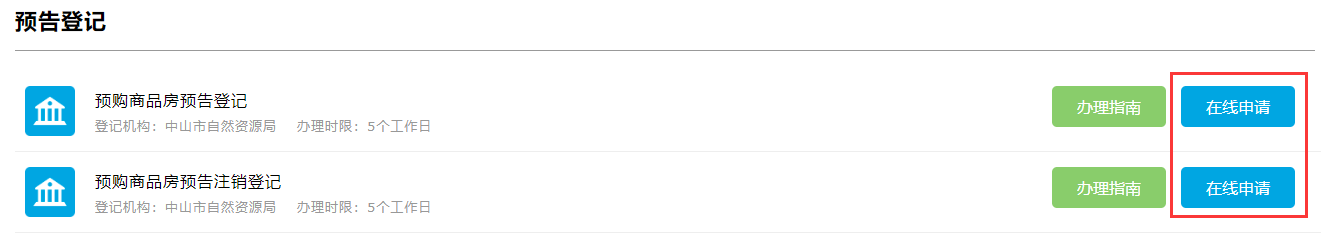 预告登记
预购商品房预告登记
登记机构：中山市自然资源局 办理时限：5个工作日
办理指南
在线申请
预购商品房预告注销登记
登记机构：中山市自然资源局 办理时限：5个工作日
办理指南
在线申请